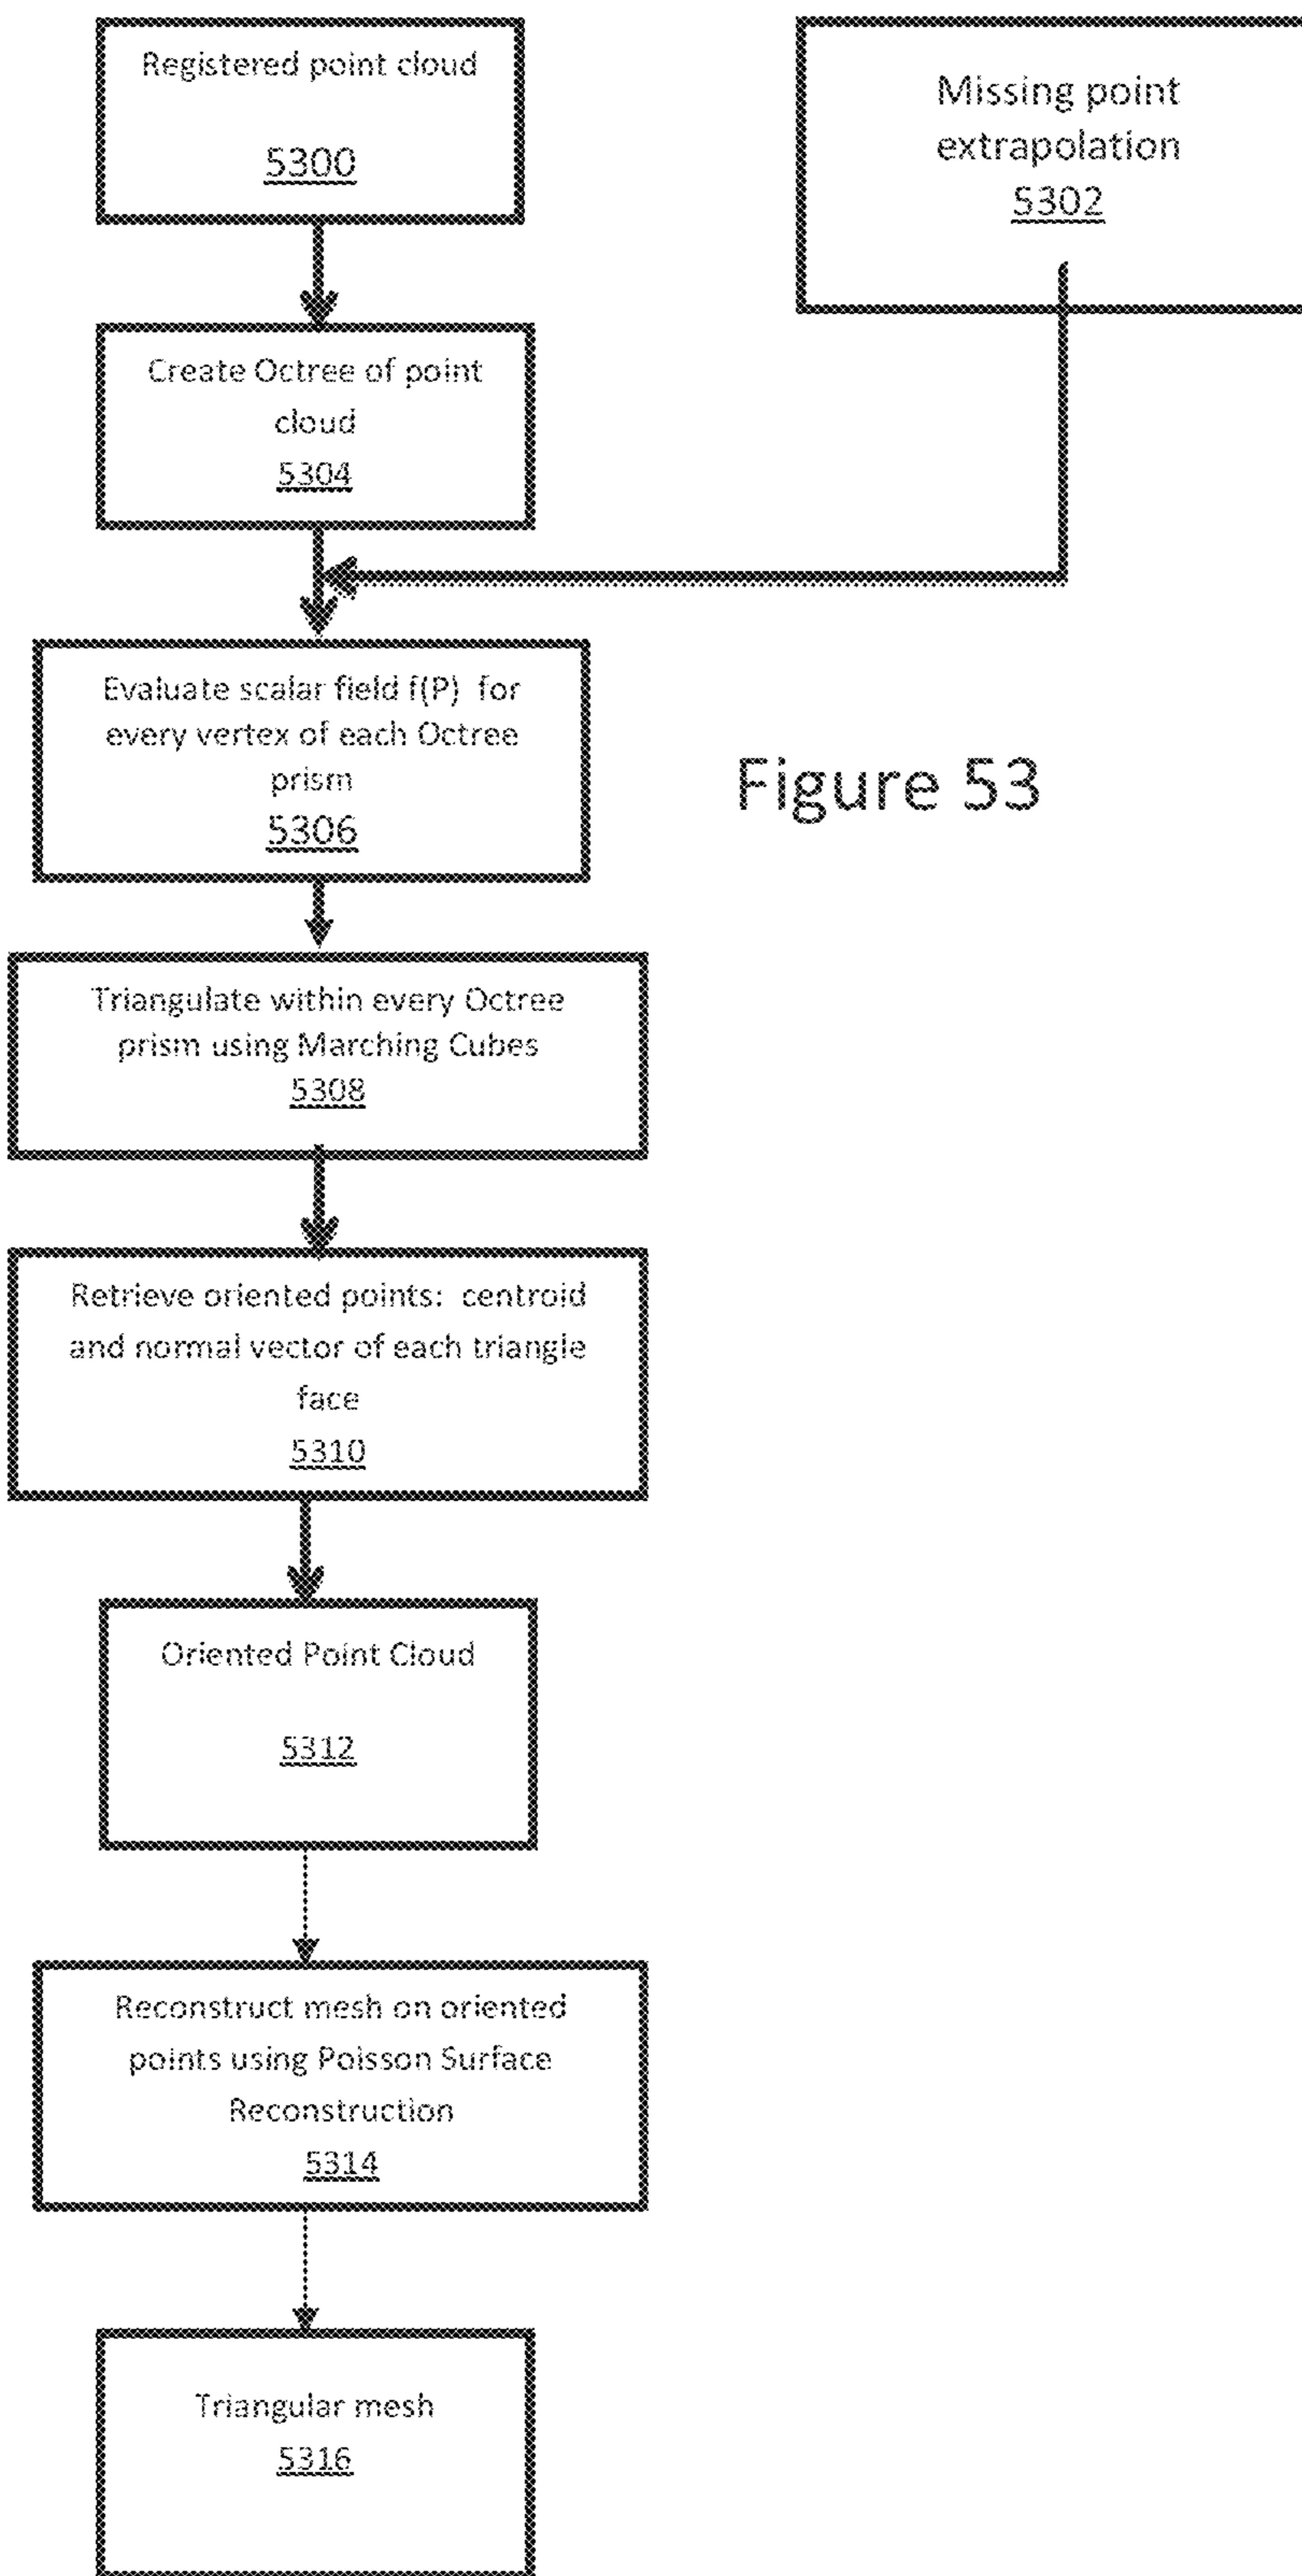 Registered point cloud
5300
Missing point
extrapolation
5302
Create Octree of point
cloud
5304
Evaluate scalar field f(P) for
every vertex of each Octree
prism
5306
Figure 53
Triangulate within every Octree
prism using Marching Cubes
5308
Retrieve oriented points: centroid
and normal vector of each triangle
face
5310
Oriented Point Cloud
5312
Reconstruct mesh on oriented
points using Poisson Surface
Reconstruction
5314
Triangular mesh
5316